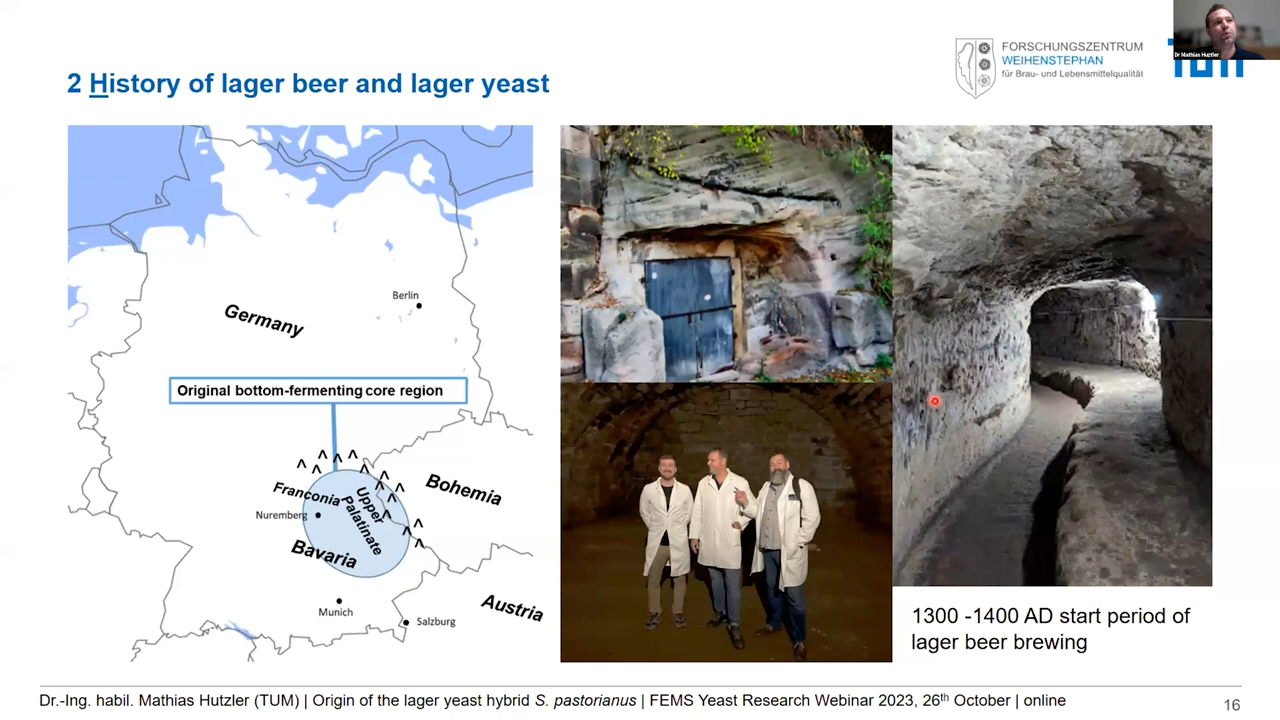 Dr Mathias Hutzler
FORSCHUNGSZENTRUM
WEIHENSTEPHAN
für Brau- und Lebensmittelqualität
TUM
2 History of lager beer and lager yeast
Berlin
Germany
Original bottom-fermenting core region
Bohemia
Franconia
Upper
Palatinate
Nuremberg
Bavaria
Munich
Salzburg
Austria
1300 -1400 AD start period of
lager beer brewing
Dr.-Ing. habil. Mathias Hutzler (TUM) | Origin of the lager yeast hybrid S. pastorianus | FEMS Yeast Research Webinar 2023, 26th October | online
16